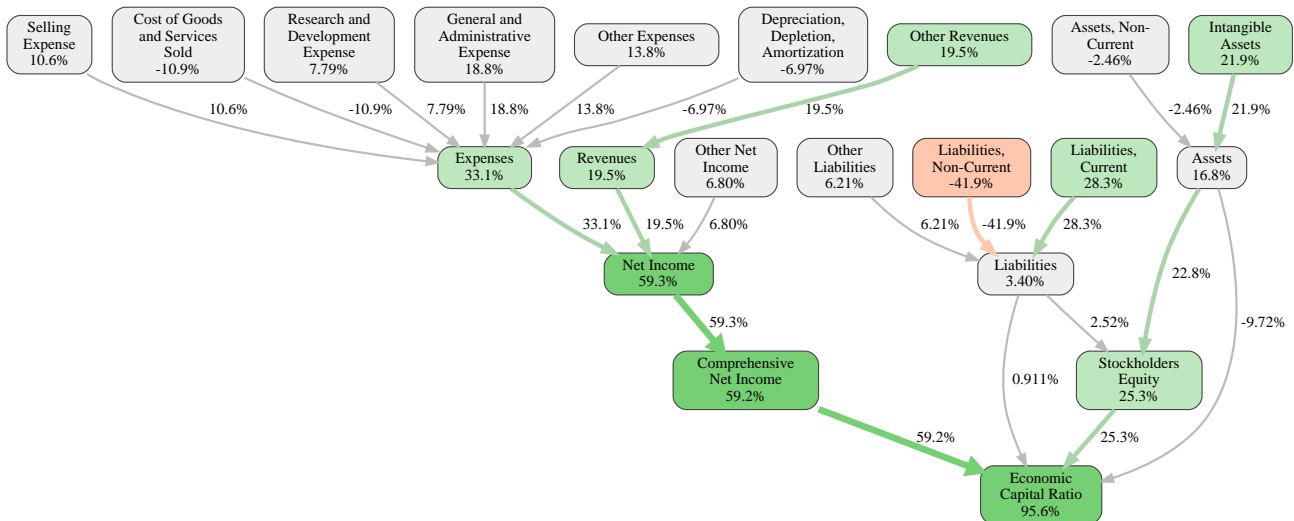 Selling
Expense
10.6%
Cost of Goods
and Services
Sold
-10.9%
Research and
Development
Expense
7.79%
General and
Administrative
Expense
18.8%
Other Expenses
13.8%
Depreciation,
Depletion,
Amortization
-6.97%
Other Revenues
19.5%
Assets, Non-
Current
-2.46%
Intangible
Assets
21.9%
10.6%
-10.9%
7.79%
18.8%
13.8%
-6.97%
19.5%
-2.46%
21.9%
Expenses
33.1%
Revenues
19.5%
Other Net
Income
6.80%
Other
Liabilities
6.21%
Liabilities,
Non-Current
-41.9%
Liabilities,
Current
28.3%
Assets
16.8%
33.1%
19.5%
6.80%
6.21%
-41.9%
28.3%
Net Income
59.3%
Liabilities
3.40%
22.8%
59.3%
2.52%
-9.72%
Comprehensive
Net Income
59.2%
0.911%
Stockholders
Equity
25.3%
59.2%
25.3%
Economic
Capital Ratio
95.6%